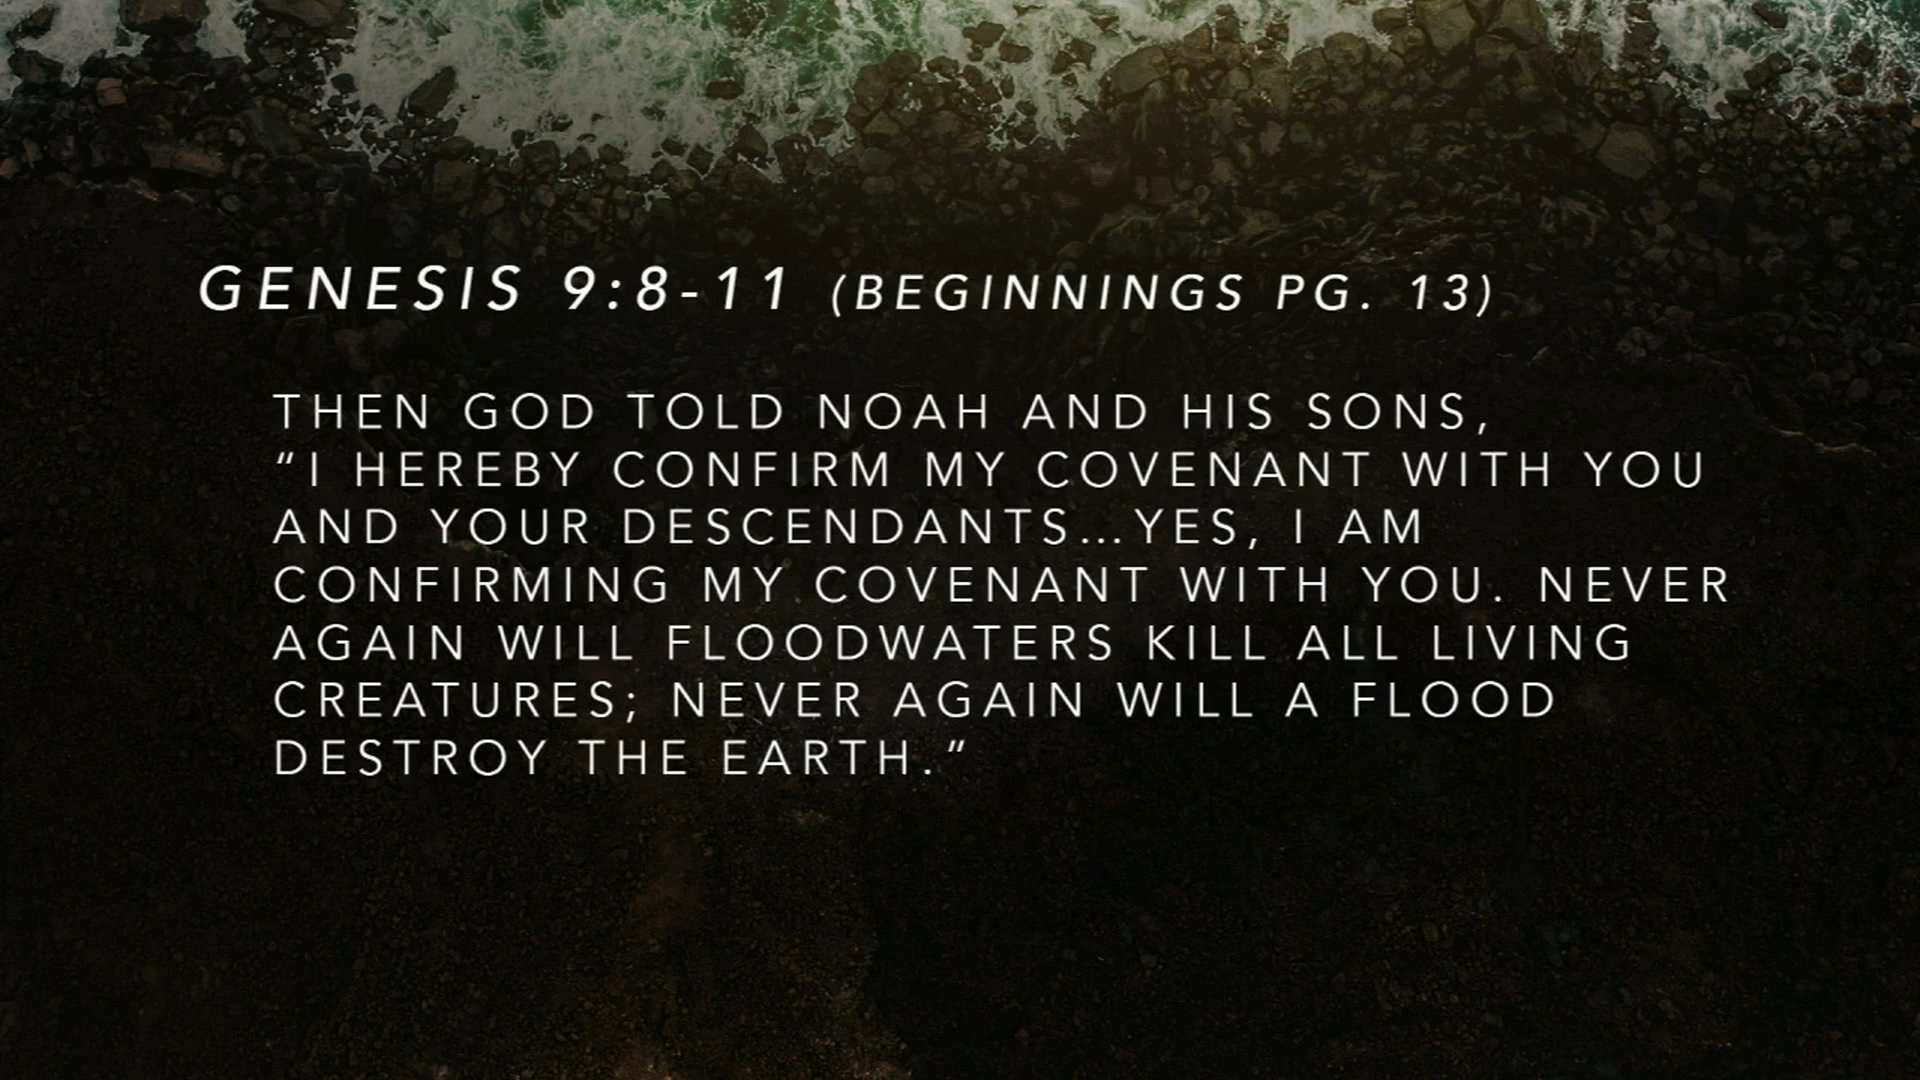 GENESIS 9:8-11 (BEGINNINGS PG. 13)
THEN GOD TOLD NOAH AND HIS SONS,
“I HEREBY CONFIRM MY COVENANT WITH YOU
AND YOUR DESCENDANTS…YES, I AM
CONFIRMING MY COVENANT WITH YOU. NEVER
AGAIN WILL FLOODWATERS KILL ALL LIVING
CREATURES; NEVER AGAIN WILL A FLOOD
DESTROY THE EARTH.”